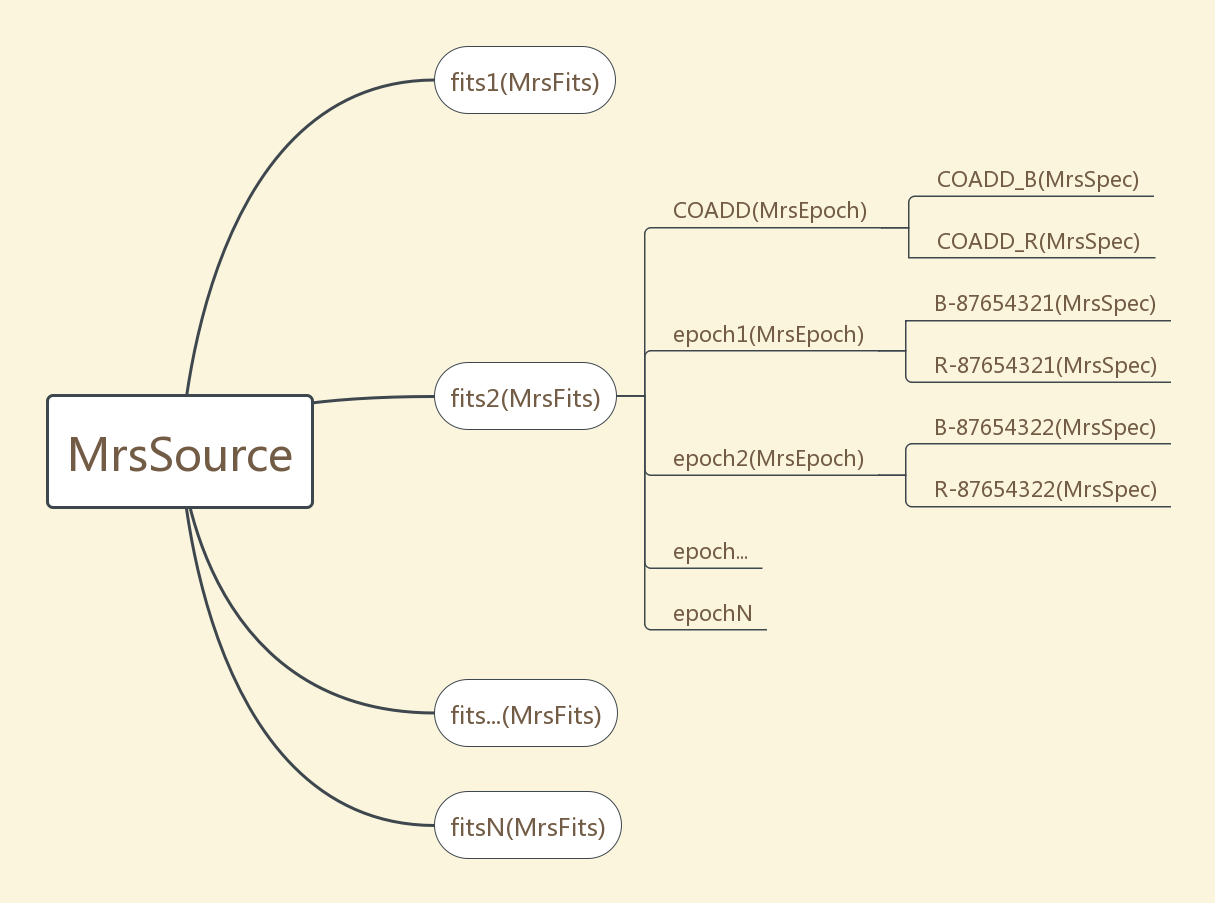 MrsSource
fits1(MrsFits)
fits2(MrsFits)
COADD(MrsEpoch)
COADD_B(MrsSpec)
COADD_R(MrsSpec)
epoch1(MrsEpoch)
B-87654321(MrsSpec)
R-87654321(MrsSpec)
epoch2(MrsEpoch)
B-87654322(MrsSpec)
R-87654322(MrsSpec)
epoch...
epochN
fits...(MrsFits)
fitsN(MrsFits)